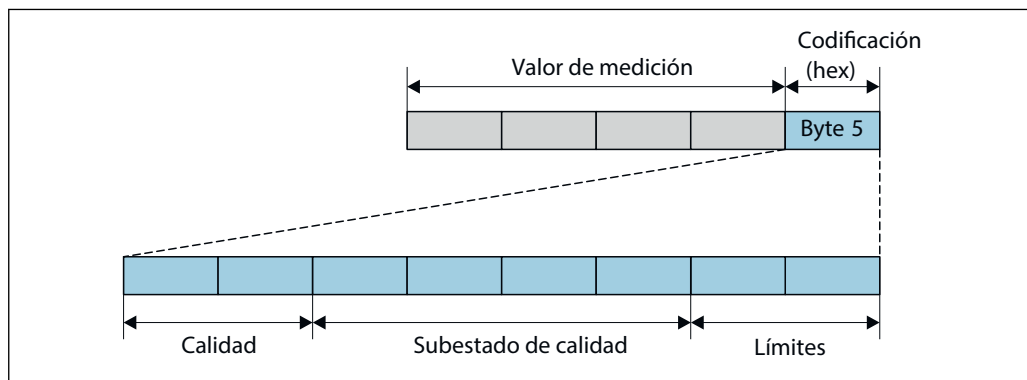 Codificación
(hex)
Valor de medición
Byte 5
Calidad
Subestado de calidad
Límites